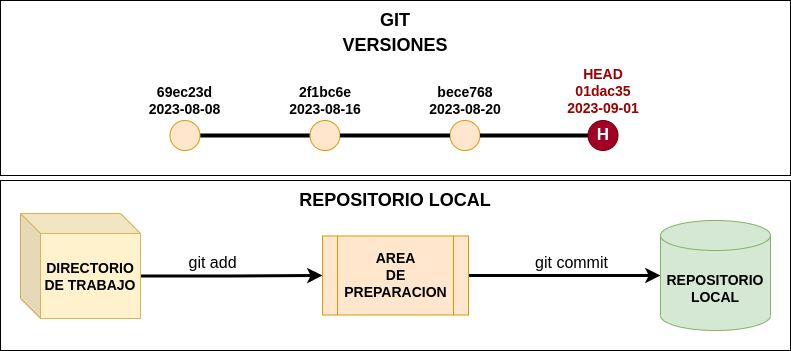 GIT
VERSIONES
69ec23d
2023-08-08
2f1bc6e
2023-08-16
bece768
2023-08-20
HEAD
01dac35
2023-09-01
H
REPOSITORIO LOCAL
DIRECTORIO
DE TRABAJO
git add
AREA
DE
PREPARACION
git commit
REPOSITORIO
LOCAL